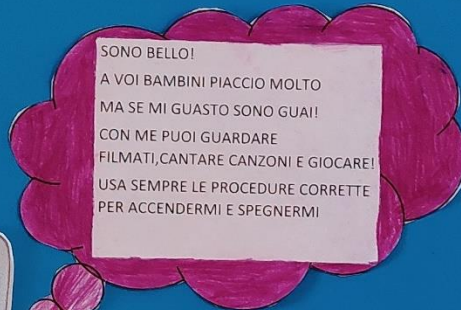 SONO BELLO!
A VOI BAMBINI PIACCIO MOLTO
MA SE MI GUASTO SONO GUAI!
CON ME PUOI GUARDARE
FILMATI,CANTARE CANZONI E GIOCARE!
USA SEMPRE LE PROCEDURE CORRETTE
PER ACCENDERMI E SPEGNERMI